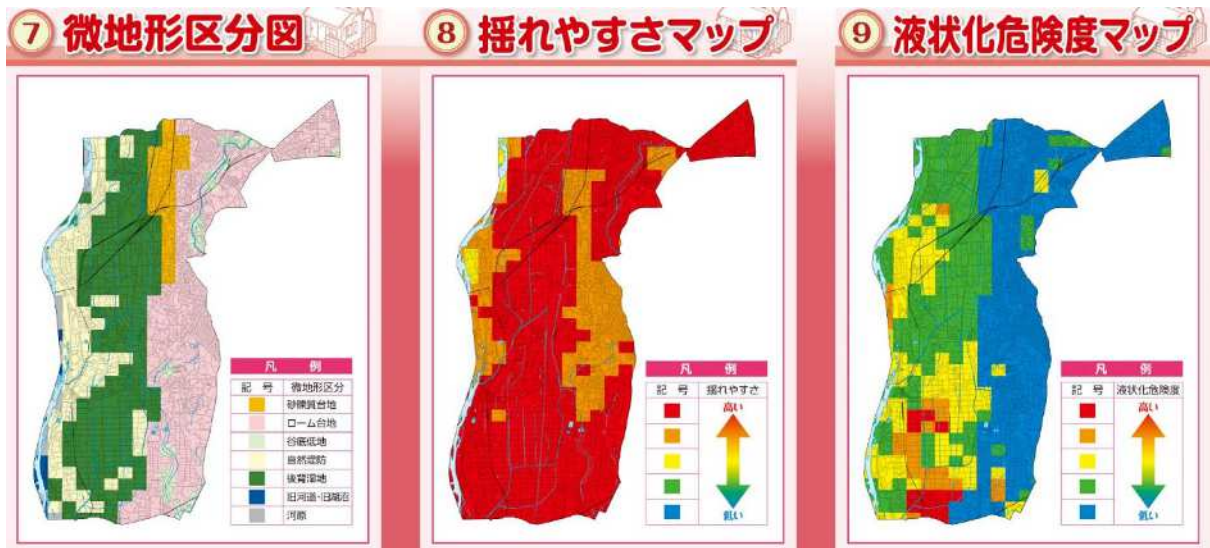 ⑦ 微地形区分図
凡 例
記 号 微地形区分
砂礫質台地
ローム台地
谷底低地
自然堤防
後背湿地
旧河道・旧湖沼
河原
⑧ 揺れやすさマップ
凡 例
記 号 揺れやすさ
高い
低い
⑨ 液状化危険度マップ
凡 例
記 号 液状化危険度
高い
低い